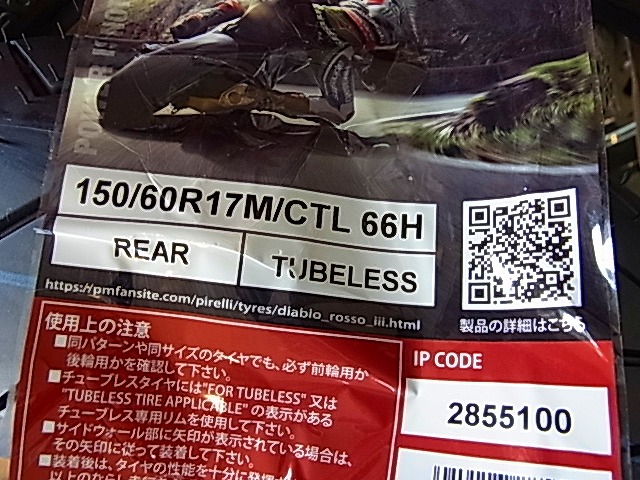 150/60R17M/CTL 66H
REAR
TUBELESS
https://pmfansite.com/pirelli/tyres/diablo_rosso_iii.html
製品の詳細はこちら
使用上の注意
■同パターンや同サイズのタイヤでも、必ず前輪用か
後輪用かを確認して下さい。
■チューブレスタイヤには"FOR TUBELESS" 又は
"TUBELESS TIRE APPLICABLE" の表示がある
チューブレス専用リムを使用して下さい。
■サイドウォール部に矢印が表示されている場合は、
その矢印に従って装着して下さい。
■装着後は、タイヤの性能を十分に発揮
IP CODE
2855100